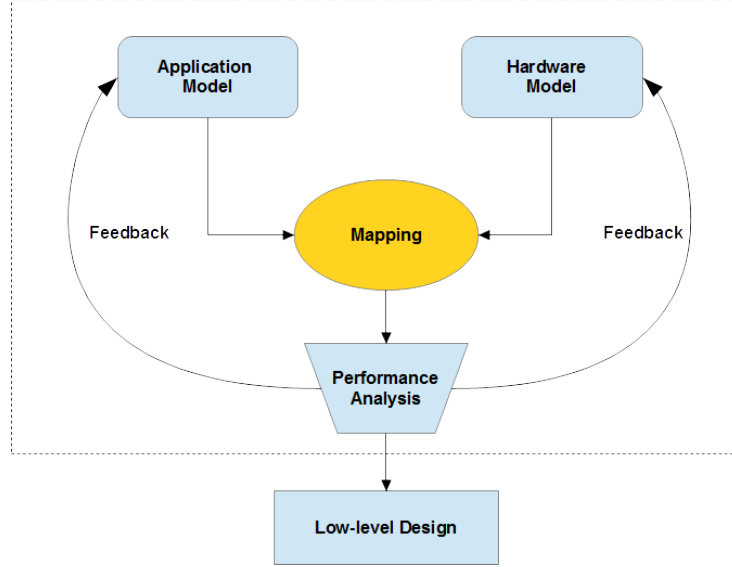 Application
Model
Hardware
Model
Feedback
Mapping
Feedback
Performance
Analysis
Low-level Design